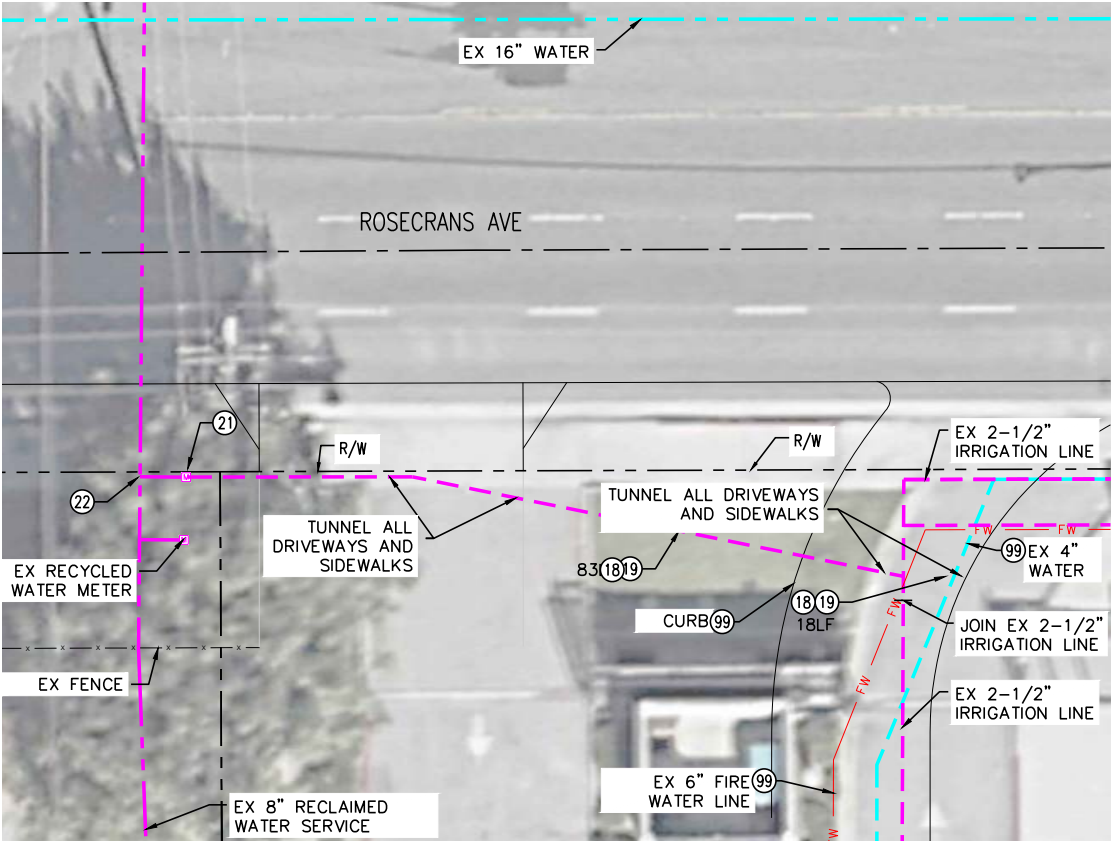 EX 16" WATER
ROSECRANS AVE
21
R/W
R/W
EX 2-1/2"
IRRIGATION LINE
22
TUNNEL ALL
DRIVEWAYS AND
SIDEWALKS
TUNNEL ALL DRIVEWAYS
AND SIDEWALKS
FW
FW
99 EX 4"
WATER
EX RECYCLED
WATER METER
18 19
18 19
18LF
FW
CURB 99
JOIN EX 2-1/2"
IRRIGATION LINE
X X X X X X X
EX FENCE
FW
EX 2-1/2"
IRRIGATION LINE
EX 6" FIRE 99
WATER LINE
EX 8" RECLAIMED
WATER SERVICE
FW